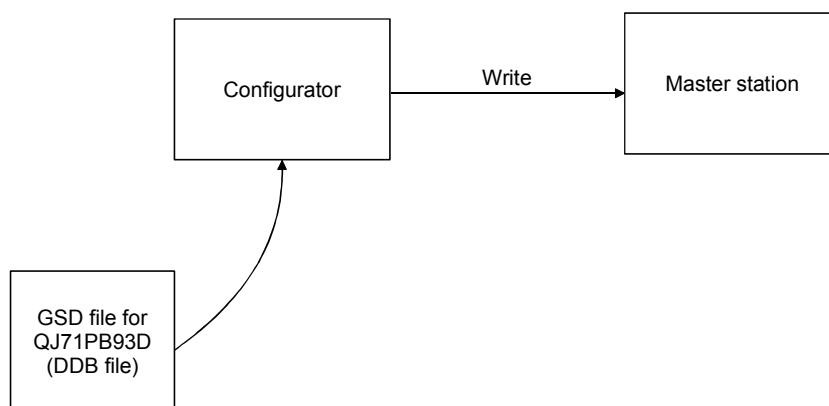 Configurator
Write
Master station
GSD file for
QJ71PB93D
(DDB file)